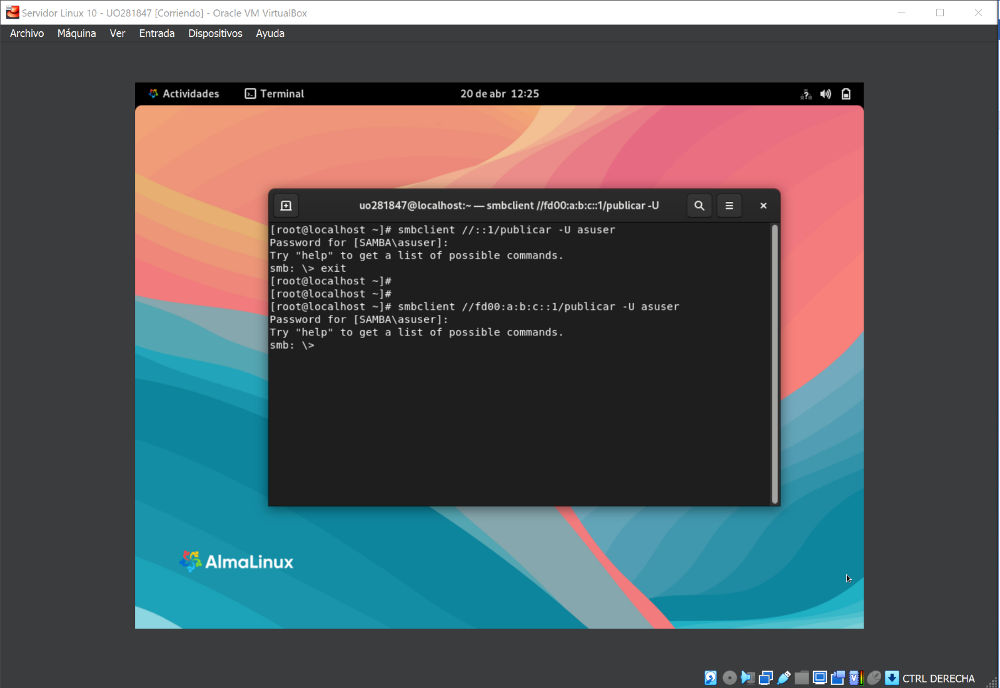 Servidor Linux 10 - UO281847 [Corriendo] - Oracle VM VirtualBox
Archivo Máquina Ver Entrada Dispositivos Ayuda
Actividades Terminal 20 de abr 12:25
uo281847@localhost:~ — smbclient //fd00:a:b:c::1/publicar -U
[root@localhost ~]# smbclient //::1/publicar -U asuser
Password for [SAMBA\asuser]:
Try "help" to get a list of possible commands.
smb: \> exit
[root@localhost ~]#
[root@localhost ~]#
[root@localhost ~]# smbclient //fd00:a:b:c::1/publicar -U asuser
Password for [SAMBA\asuser]:
Try "help" to get a list of possible commands.
smb: \>
AlmaLinux
CTRL DERECHA